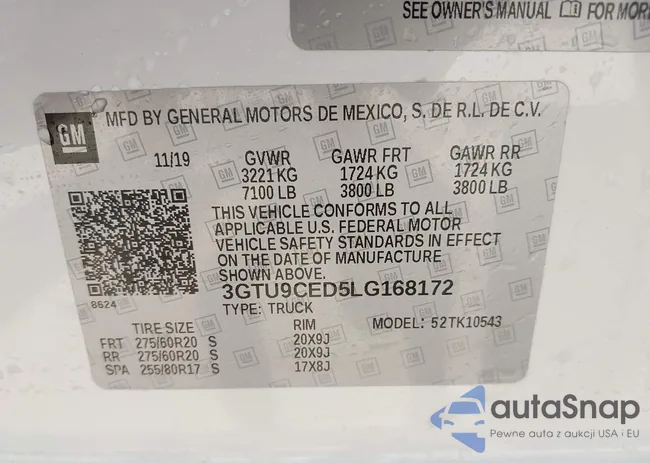 SEE OWNER'S MANUAL FOR MORE
MFD BY GENERAL MOTORS DE MEXICO, S. DE R.L. DE C.V.
GM
11/19 GVWR GAWR FRT GAWR RR
3221 KG 1724 KG 1724 KG
7100 LB 3800 LB 3800 LB
THIS VEHICLE CONFORMS TO ALL
APPLICABLE U.S. FEDERAL MOTOR
VEHICLE SAFETY STANDARDS IN EFFECT
ON THE DATE OF MANUFACTURE
SHOWN ABOVE.
8624
3GTU9CED5LG168172
TYPE: TRUCK MODEL: 52TK10543
TIRE SIZE RIM
FRT 275/60R20 S 20X9J
RR 275/60R20 S 20X9J
SPA 255/80R17 S 17X8J
autaSnap
Pewne auta z aukcji USA i EU